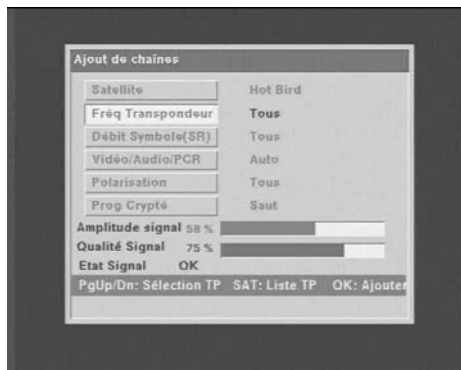 Ajout de chaînes
Satellite Hot Bird
Fréq Transpondeur Tous
Débit Symbole(SR) Tous
Vidéo/Audio/PCR Auto
Polarisation Tous
Prog Crypté Saut
Amplitude signal 58 %
Qualité Signal 75 %
Etat Signal OK
PgUp/Dn: Sélection TP SAT: Liste TP OK: Ajouter